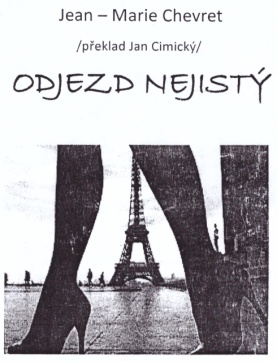 Jean – Marie Chevret
/překlad Jan Cimický/
ODJEZD NEJISTÝ